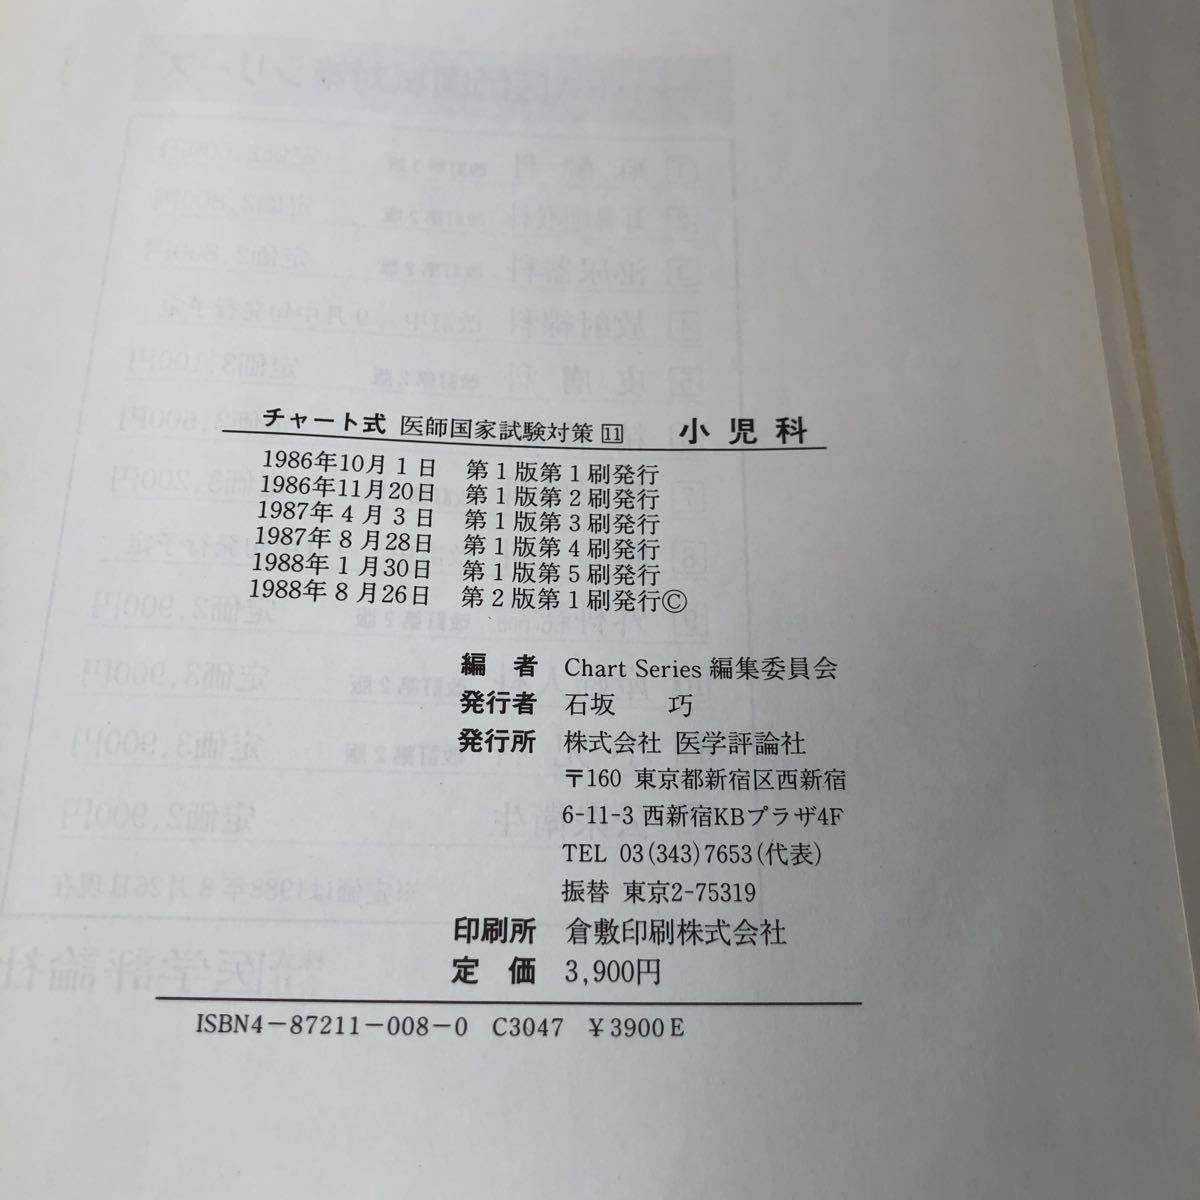 チャート式 医師国家試験対策 11 小児科
1986年10月1日 第1版第1刷発行
1986年11月20日 第1版第2刷発行
1987年4月3日 第1版第3刷発行
1987年8月28日 第1版第4刷発行
1988年1月30日 第1版第5刷発行
1988年8月26日 第2版第1刷発行©
編者 Chart Series 編集委員会
発行者 石坂 巧
発行所 株式会社 医学評論社
〒160 東京都新宿区西新宿
6-11-3 西新宿KBプラザ4F
TEL 03(343)7653(代表)
振替 東京2-75319
印刷所 倉敷印刷株式会社
定価 3,900円
ISBN4-87211-008-0 C3047 ¥3900E